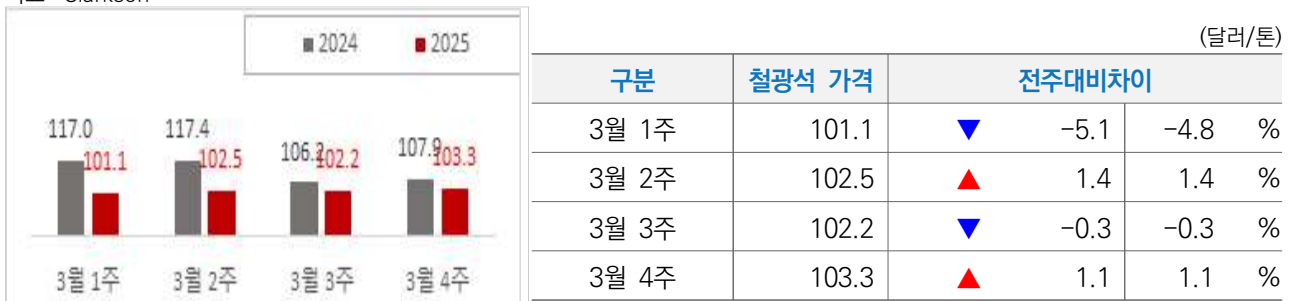 Clarkson
■ 2024 ■ 2025
117.0 101.1 117.4 102.5 106.2 102.2 107.9 103.3
3월 1주 3월 2주 3월 3주 3월 4주
(달러/톤)
구분 철광석 가격 전주대비차이
3월 1주 101.1 ▼ -5.1 -4.8 %
3월 2주 102.5 ▲ 1.4 1.4 %
3월 3주 102.2 ▼ -0.3 -0.3 %
3월 4주 103.3 ▲ 1.1 1.1 %